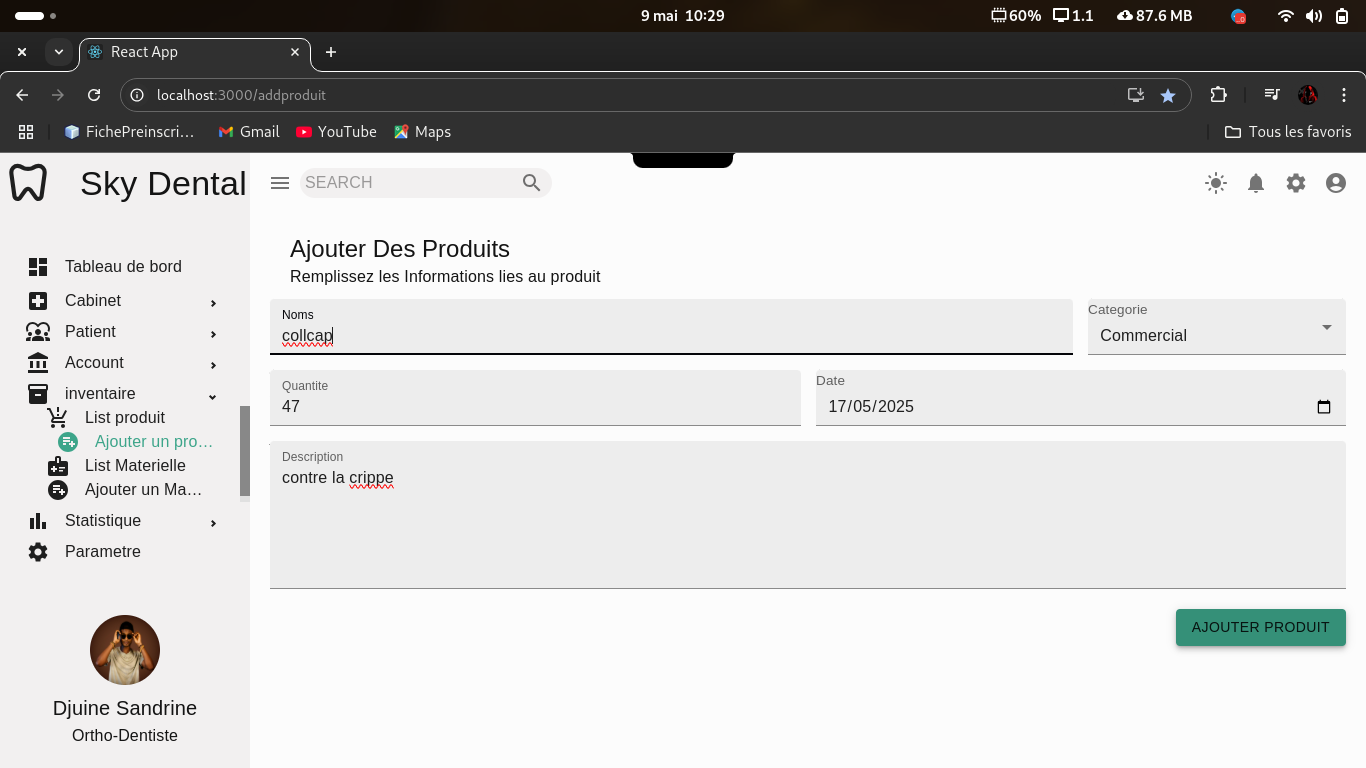 9 mai 10:29
60% 1.1 87.6 MB
React App
localhost:3000/addproduit
FichePreinscri... Gmail YouTube Maps Tous les favoris
Sky Dental
SEARCH
Tableau de bord
Cabinet
Patient
Account
inventaire
List produit
Ajouter un pro...
List Materielle
Ajouter un Ma...
Statistique
Parametre
Djuine Sandrine
Ortho-Dentiste
Ajouter Des Produits
Remplissez les Informations lies au produit
Noms
collcap
Categorie
Commercial
Quantite
47
Date
17/05/2025
Description
contre la crippe
AJOUTER PRODUIT